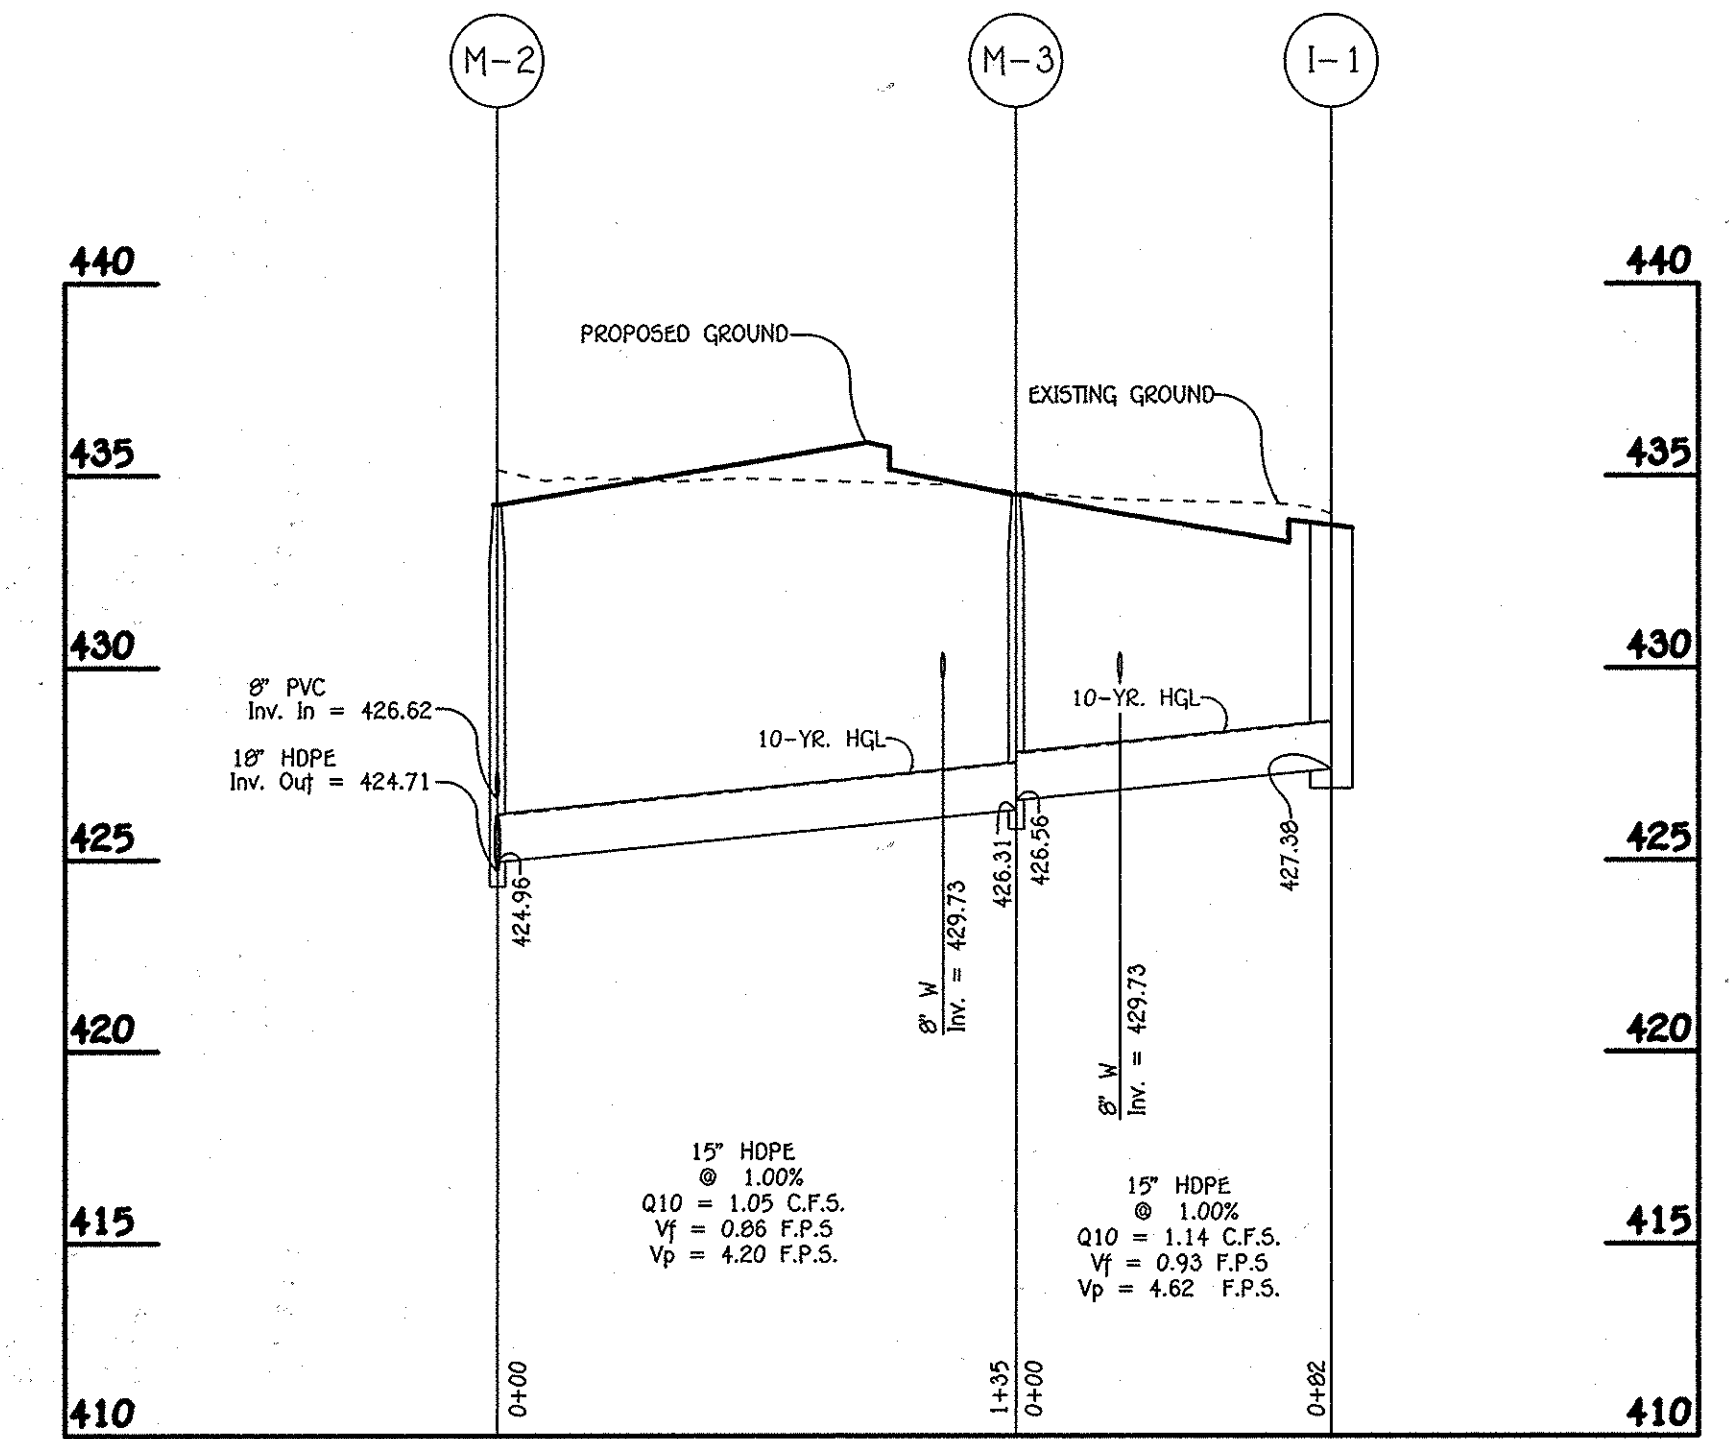 M-2
M-3
I-1
440
440
PROPOSED GROUND
EXISTING GROUND
435
435
430
430
8" PVC
Inv. In = 426.62
10-YR. HGL
10-YR. HGL
18" HDPE
Inv. Out = 424.71
425
425
424.96
426.31
426.56
427.38
8" W
Inv. = 429.73
8" W
Inv. = 429.73
420
420
15" HDPE
@ 1.00%
Q10 = 1.05 C.F.S.
Vf = 0.86 F.P.S
Vp = 4.20 F.P.S.
15" HDPE
@ 1.00%
Q10 = 1.14 C.F.S.
Vf = 0.93 F.P.S
Vp = 4.62 F.P.S.
415
415
0+00
1+35
0+00
0+82
410
410